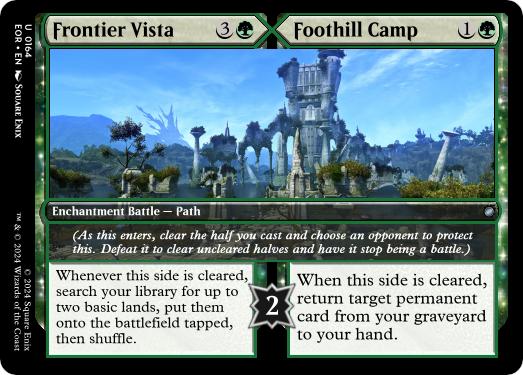 Frontier Vista 3
Foothill Camp 1
Enchantment Battle — Path
(As this enters, clear the half you cast and choose an opponent to protect
this. Defeat it to clear uncleared halves and have it stop being a battle.)
Whenever this side is cleared,
search your library for up to
two basic lands, put them
onto the battlefield tapped,
then shuffle.
2
When this side is cleared,
return target permanent
card from your graveyard
to your hand.
U 0164
EOR • EN SQUARE ENIX
™ & © 2024 Wizards of the Coast
© 2024 Square Enix